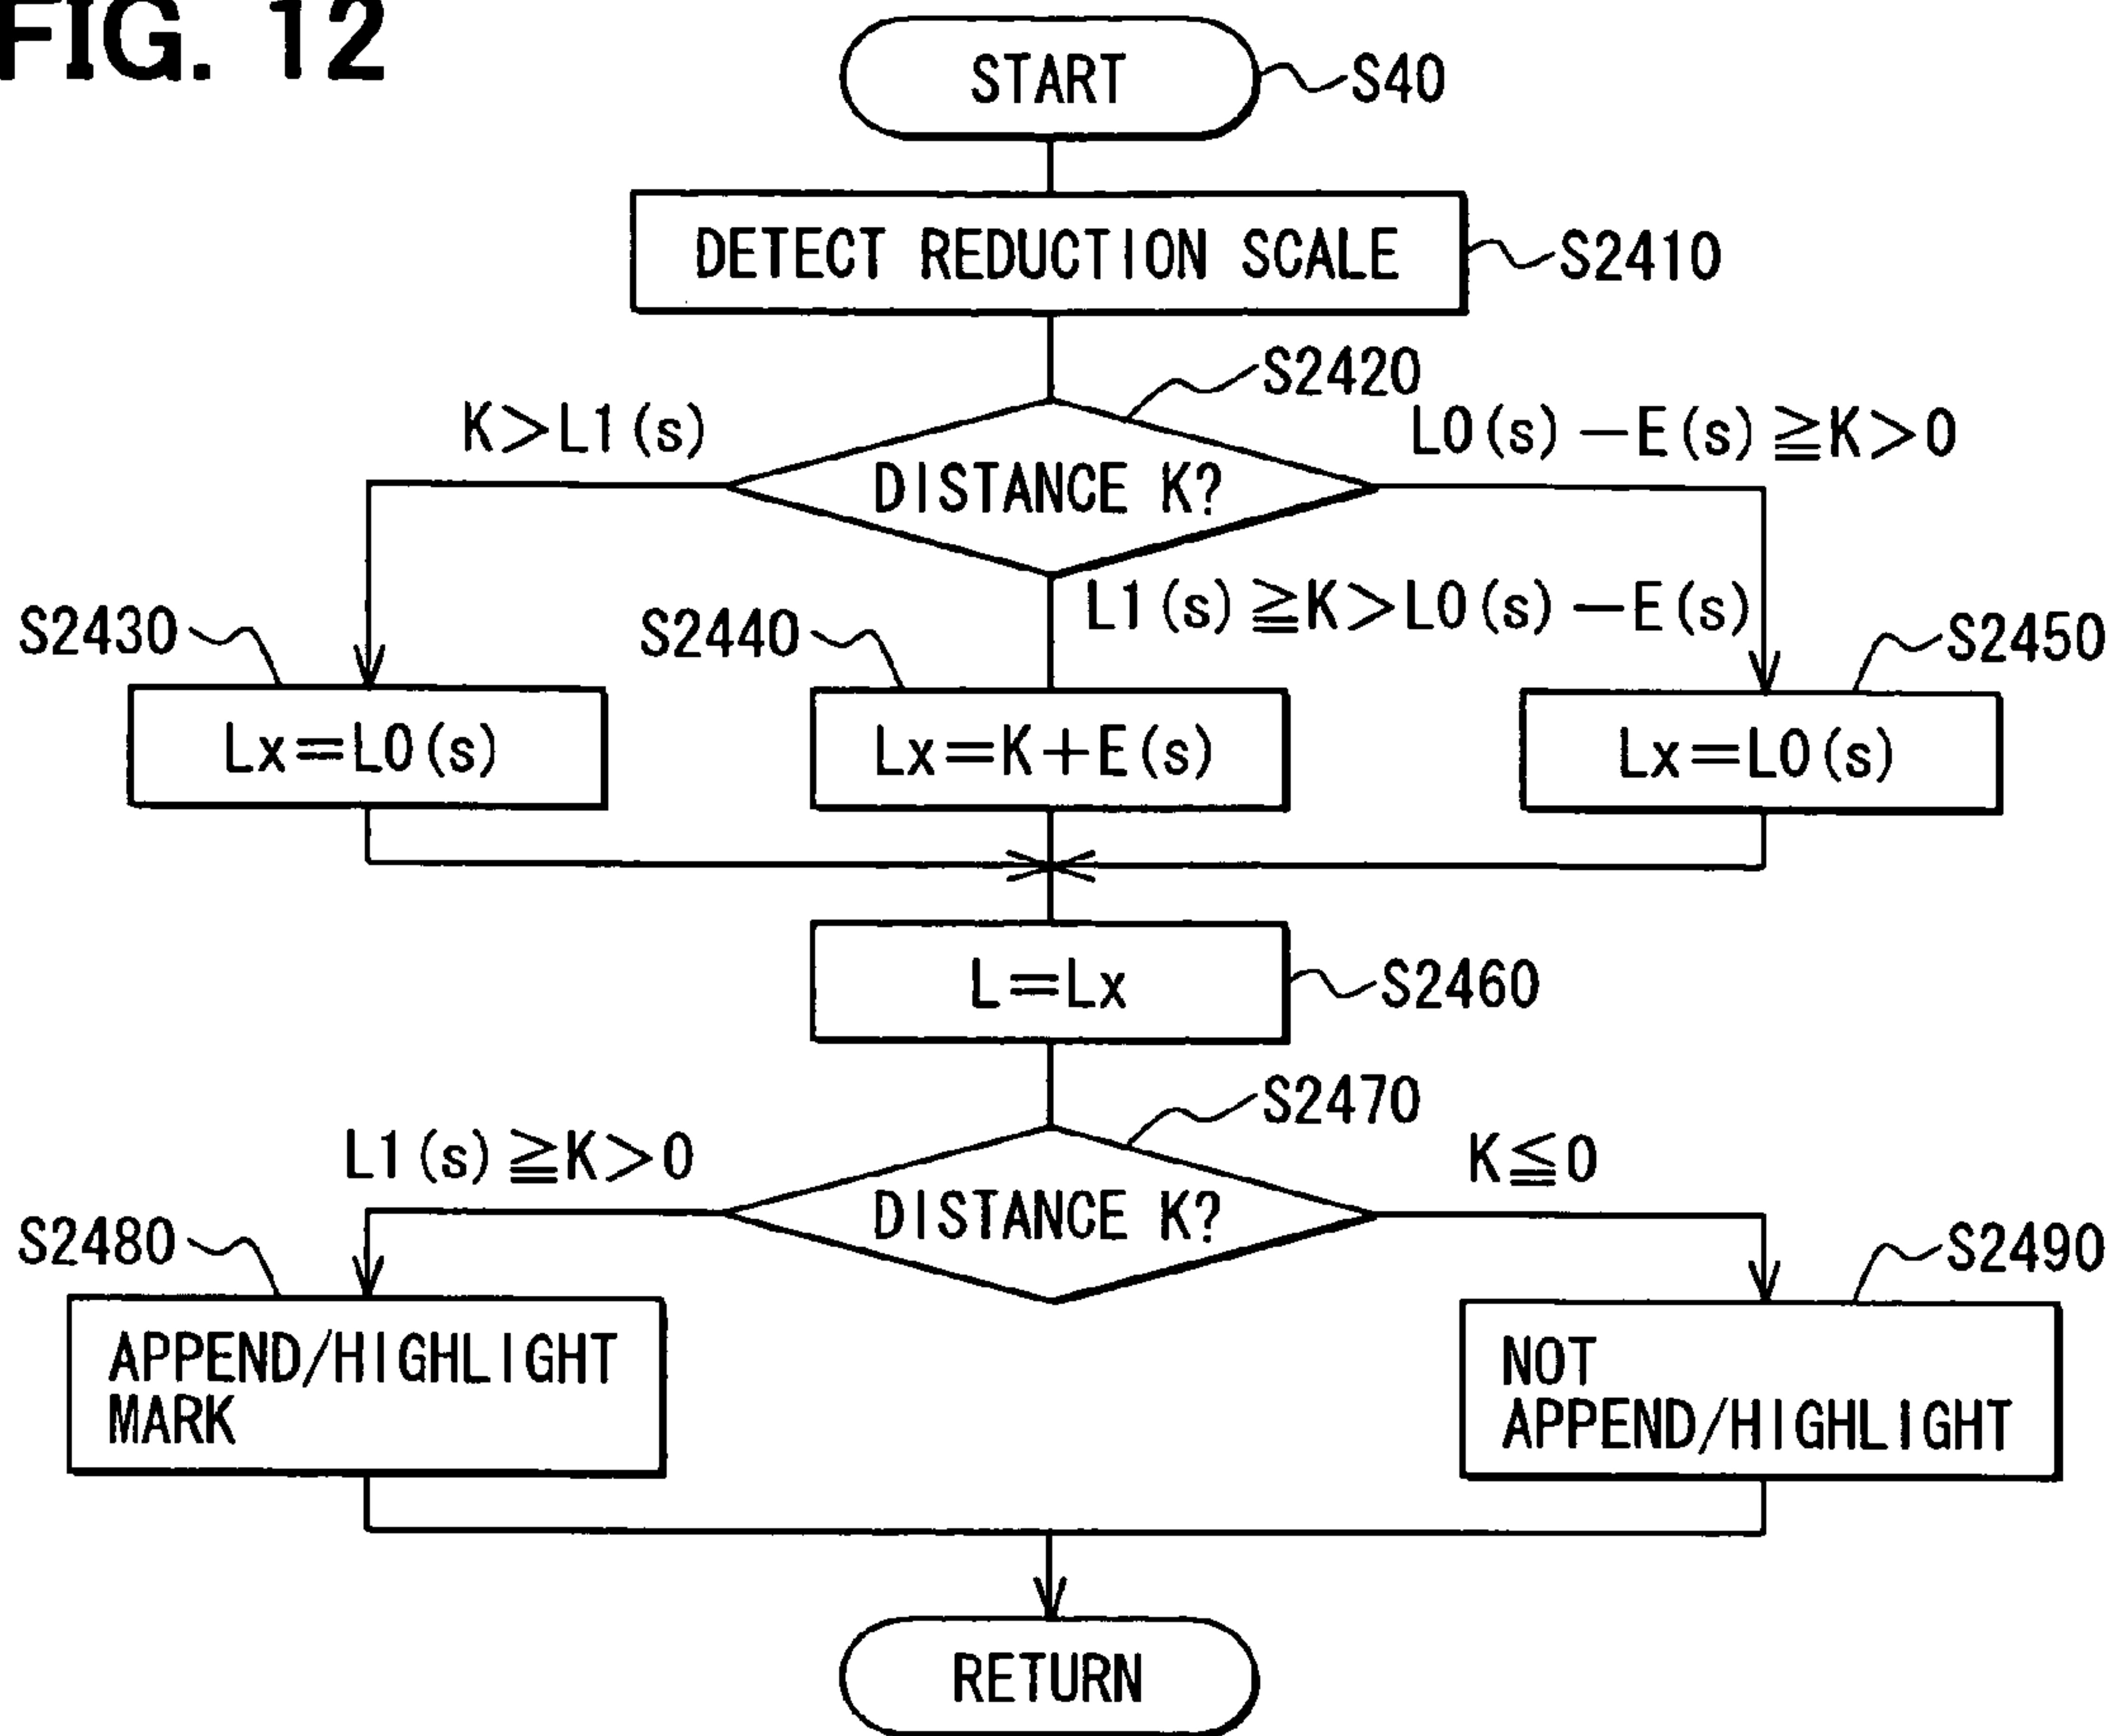 FIG. 12
START
S40
DETECT REDUCTION SCALE
S2410
S2420
K>L1(s)
L0(s)−E(s)≧K>0
DISTANCE K?
L1(s)≧K>L0(s)−E(s)
S2430
S2440
S2450
Lx=L0(s)
Lx=K+E(s)
Lx=L0(s)
L=Lx
S2460
S2470
L1(s)≧K>0
K≦0
DISTANCE K?
S2480
S2490
APPEND/HIGHLIGHT
MARK
NOT
APPEND/HIGHLIGHT
RETURN